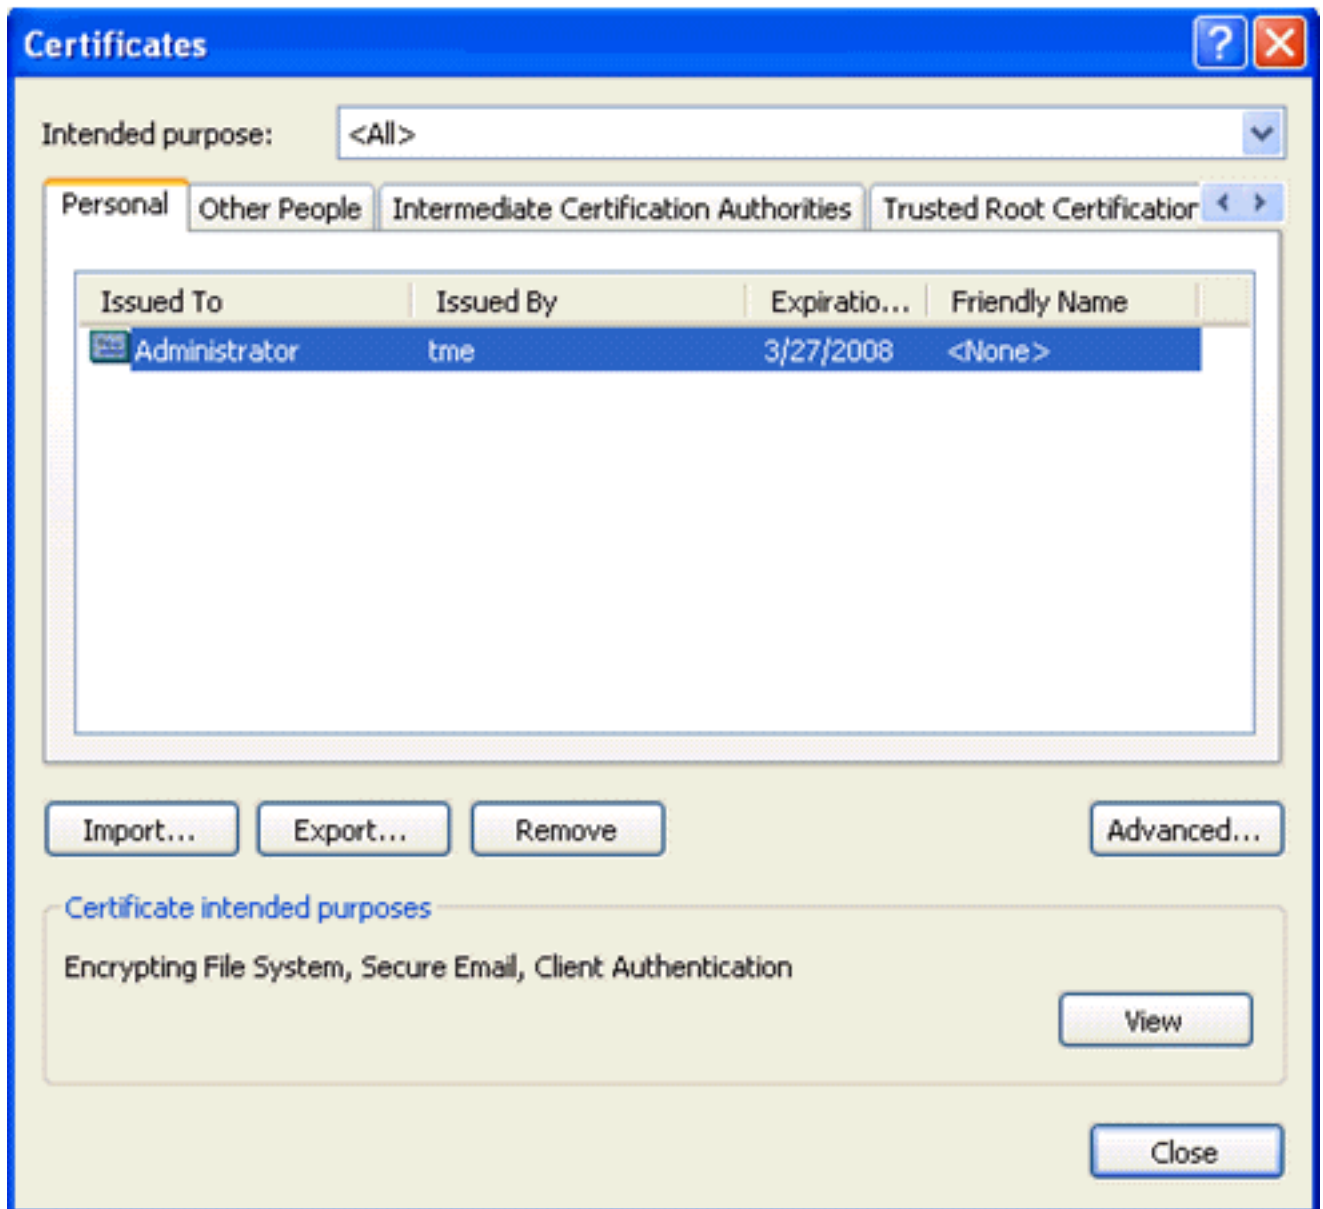 Certificates
Intended purpose: <All>
Personal Other People Intermediate Certification Authorities Trusted Root Certification
Issued To Issued By Expiratio... Friendly Name
Administrator tme 3/27/2008 <None>
Import... Export... Remove Advanced...
Certificate intended purposes
Encrypting File System, Secure Email, Client Authentication
View
Close